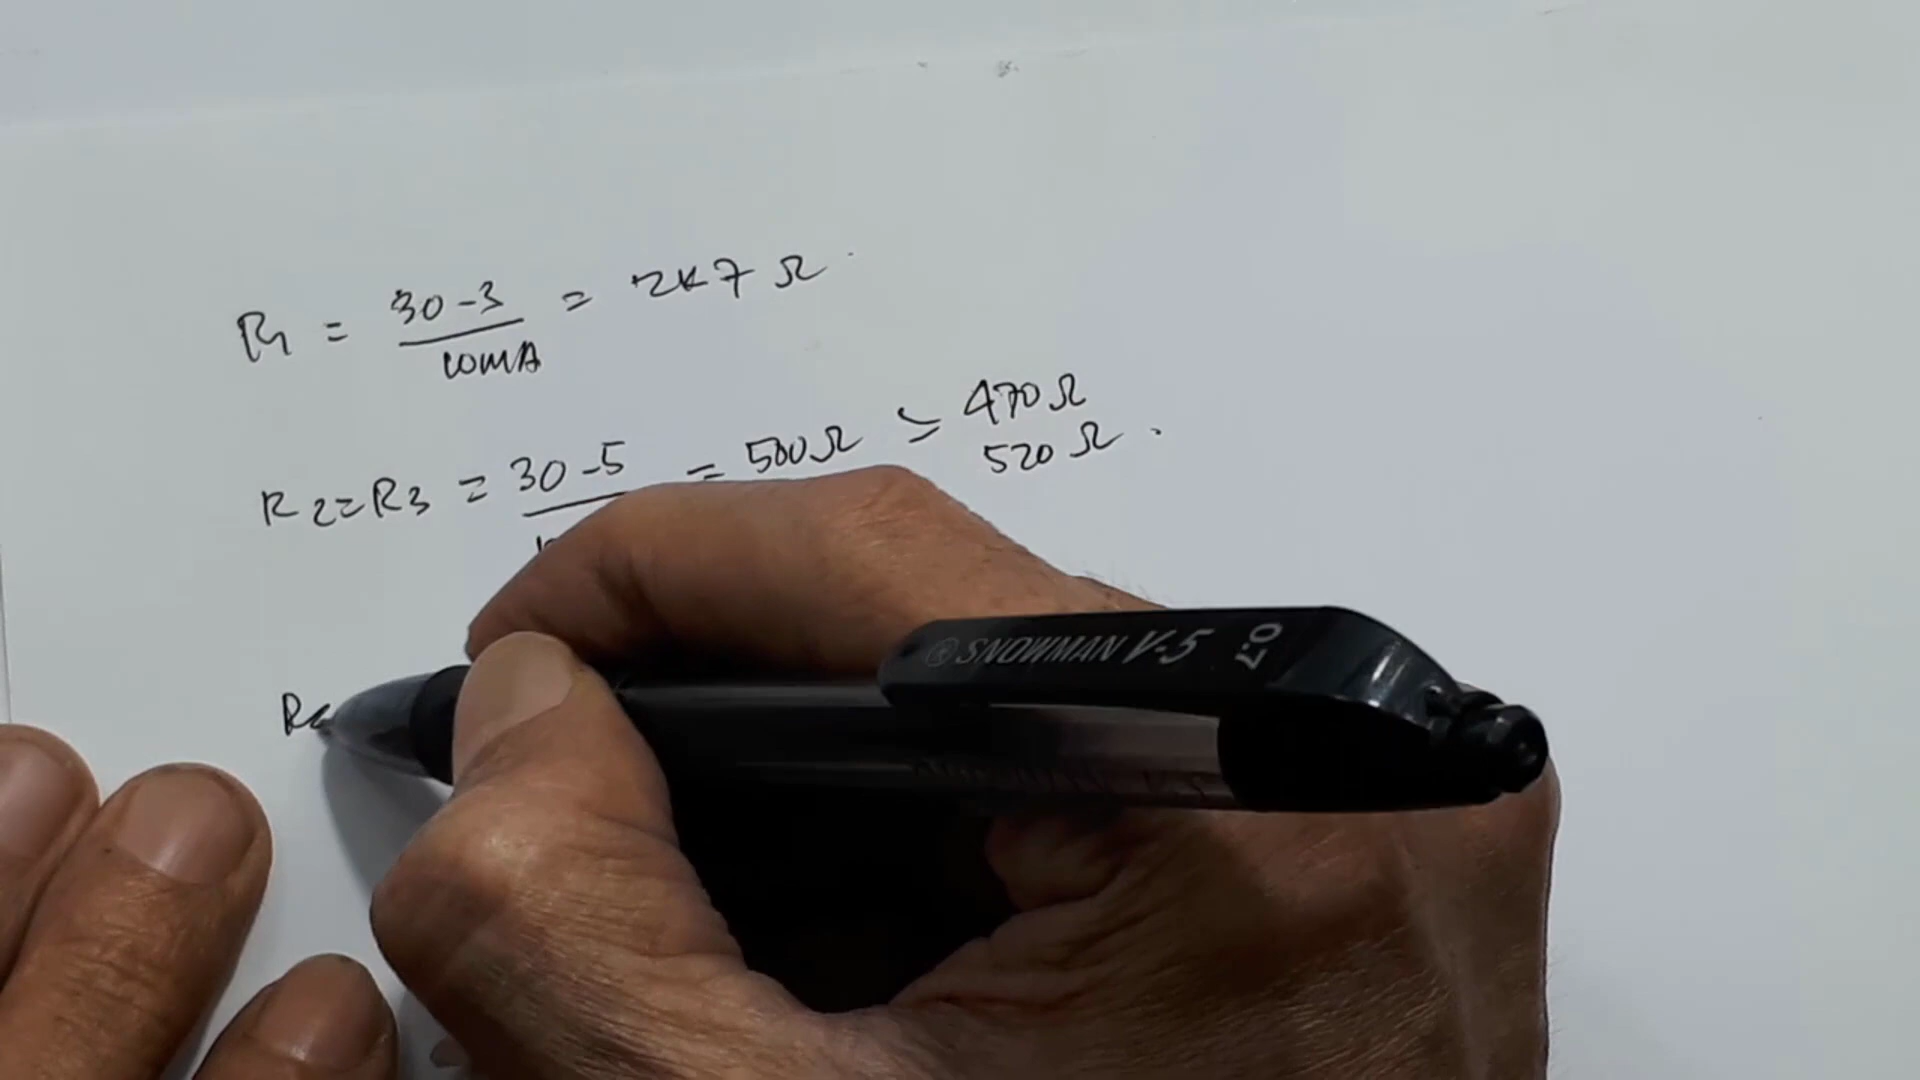 R1 = 30-3 / 10mA = 2k7 Ω
R2=R3 = 30-5 = 500Ω ≥ 470Ω
520 Ω.
R
SNOWMAN V-5 0.7